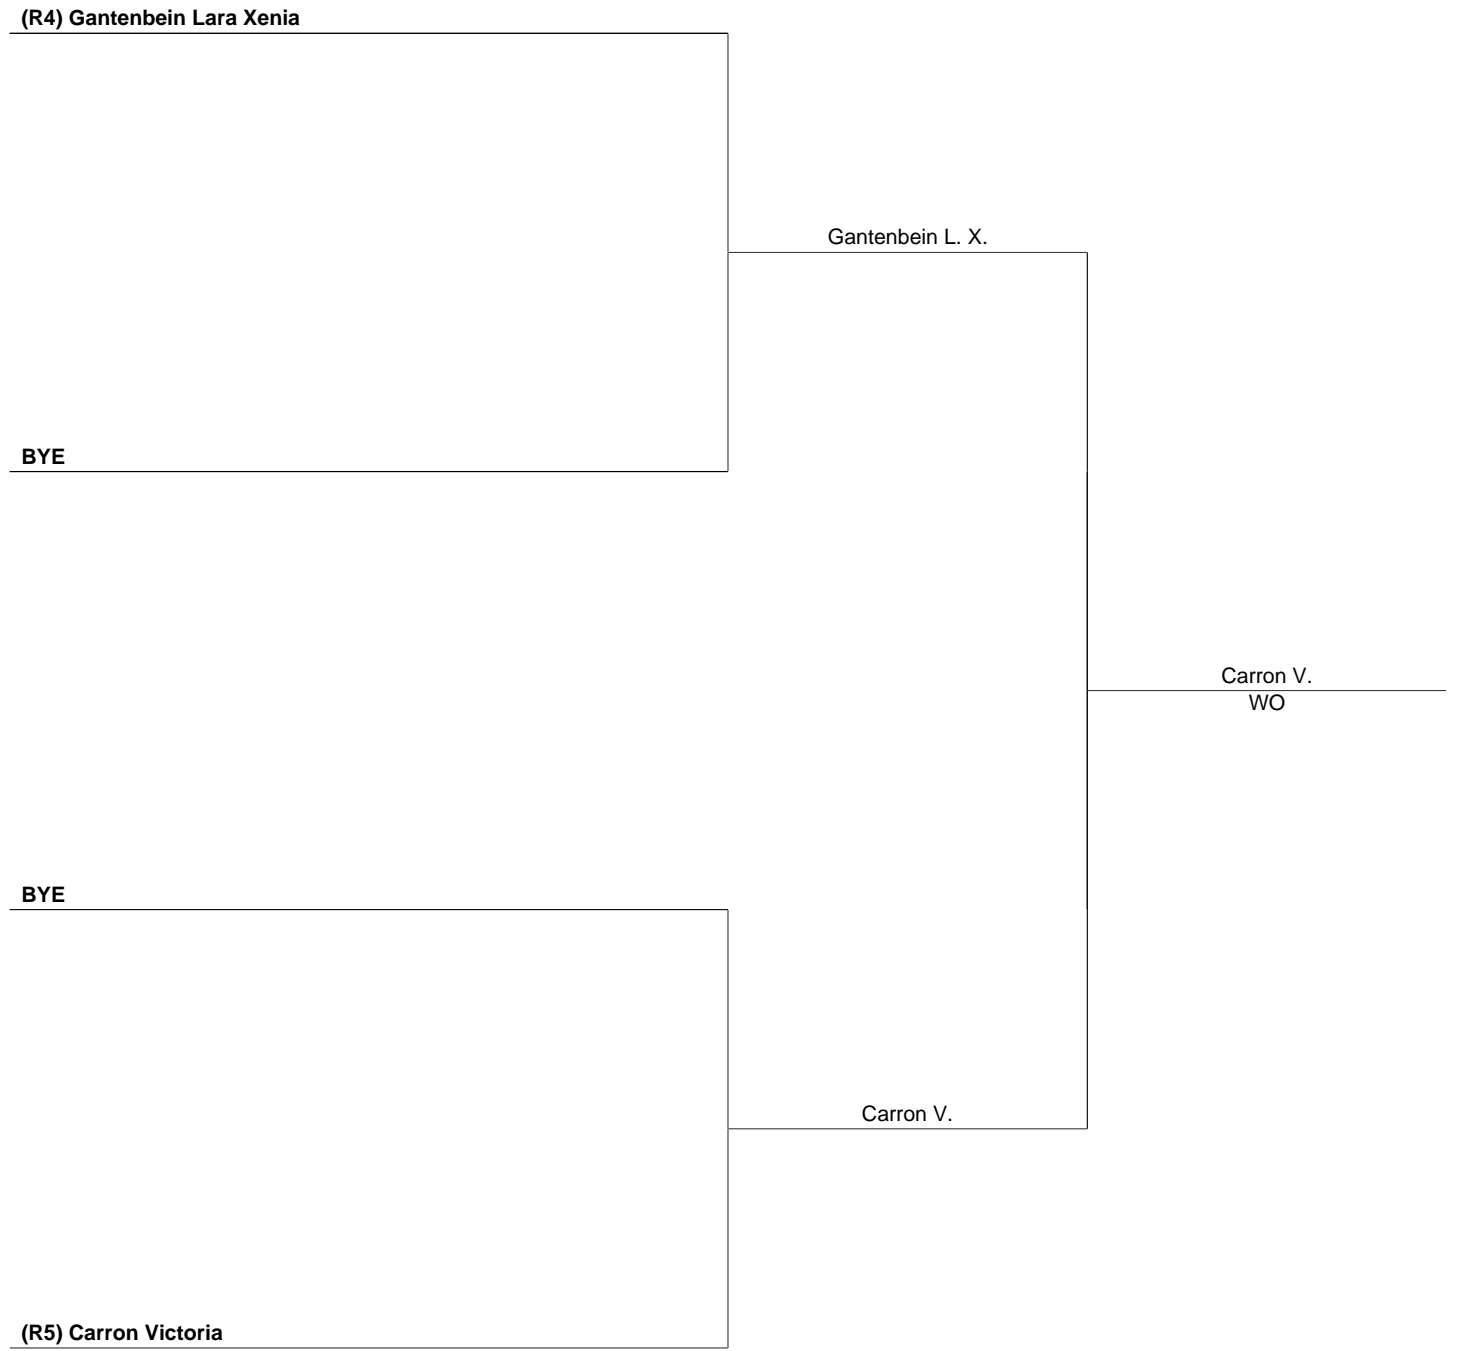 (R4) Gantenbein Lara Xenia
Gantenbein L. X.
BYE
Carron V.
WO
BYE
Carron V.
(R5) Carron Victoria